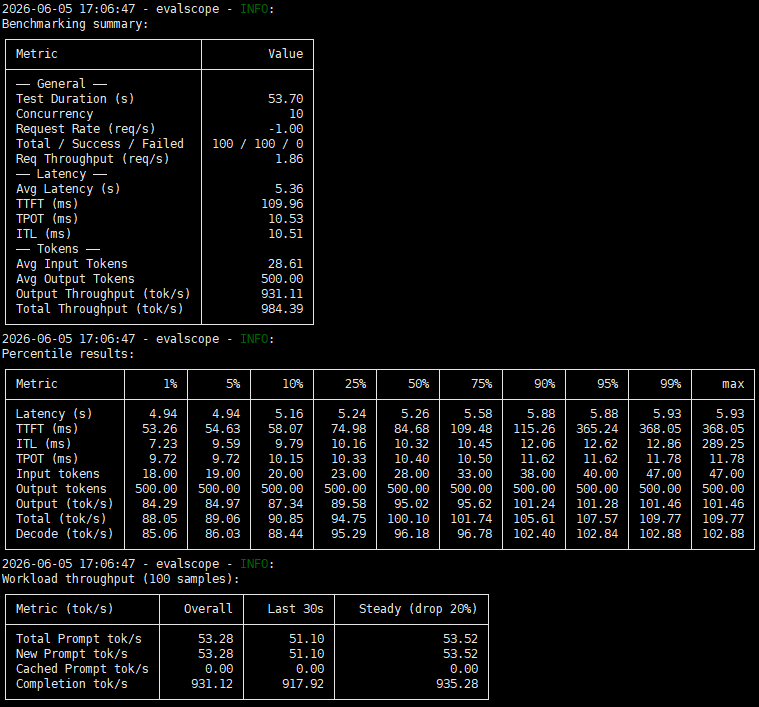 2026-06-05 17:06:47 - evalscope - INFO:
Benchmarking summary:
Metric Value
── General ──
Test Duration (s) 53.70
Concurrency 10
Request Rate (req/s) -1.00
Total / Success / Failed 100 / 100 / 0
Req Throughput (req/s) 1.86
── Latency ──
Avg Latency (s) 5.36
TTFT (ms) 109.96
TPOT (ms) 10.53
ITL (ms) 10.51
── Tokens ──
Avg Input Tokens 28.61
Avg Output Tokens 500.00
Output Throughput (tok/s) 931.11
Total Throughput (tok/s) 984.39
2026-06-05 17:06:47 - evalscope - INFO:
Percentile results:
Metric 1% 5% 10% 25% 50% 75% 90% 95% 99% max
Latency (s) 4.94 4.94 5.16 5.24 5.26 5.58 5.88 5.88 5.93 5.93
TTFT (ms) 53.26 54.63 58.07 74.98 84.68 109.48 115.26 365.24 368.05 368.05
ITL (ms) 7.23 9.59 9.79 10.16 10.32 10.45 12.06 12.62 12.86 289.25
TPOT (ms) 9.72 9.72 10.15 10.33 10.40 10.50 11.62 11.62 11.78 11.78
Input tokens 18.00 19.00 20.00 23.00 28.00 33.00 38.00 40.00 47.00 47.00
Output tokens 500.00 500.00 500.00 500.00 500.00 500.00 500.00 500.00 500.00 500.00
Output (tok/s) 84.29 84.97 87.34 89.58 95.02 95.62 101.24 101.28 101.46 101.46
Total (tok/s) 88.05 89.06 90.85 94.75 100.10 101.74 105.61 107.57 109.77 109.77
Decode (tok/s) 85.06 86.03 88.44 95.29 96.18 96.78 102.40 102.84 102.88 102.88
2026-06-05 17:06:47 - evalscope - INFO:
Workload throughput (100 samples):
Metric (tok/s) Overall Last 30s Steady (drop 20%)
Total Prompt tok/s 53.28 51.10 53.52
New Prompt tok/s 53.28 51.10 53.52
Cached Prompt tok/s 0.00 0.00 0.00
Completion tok/s 931.12 917.92 935.28